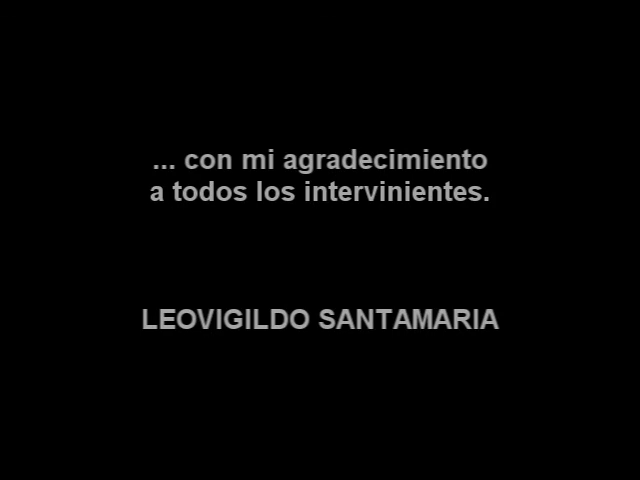 ... con mi agradecimiento
a todos los intervinientes.
LEOVIGILDO SANTAMARIA